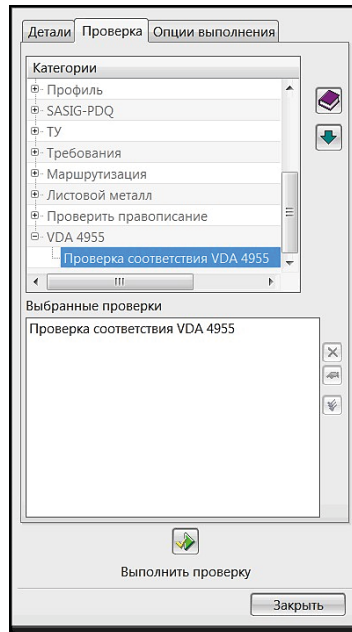 Детали Проверка Опции выполнения
Категории
Профиль
SASIG-PDQ
ТУ
Требования
Маршрутизация
Листовой металл
Проверить правописание
VDA 4955
Проверка соответствия VDA 4955
Выбранные проверки
Проверка соответствия VDA 4955
Выполнить проверку
Закрыть